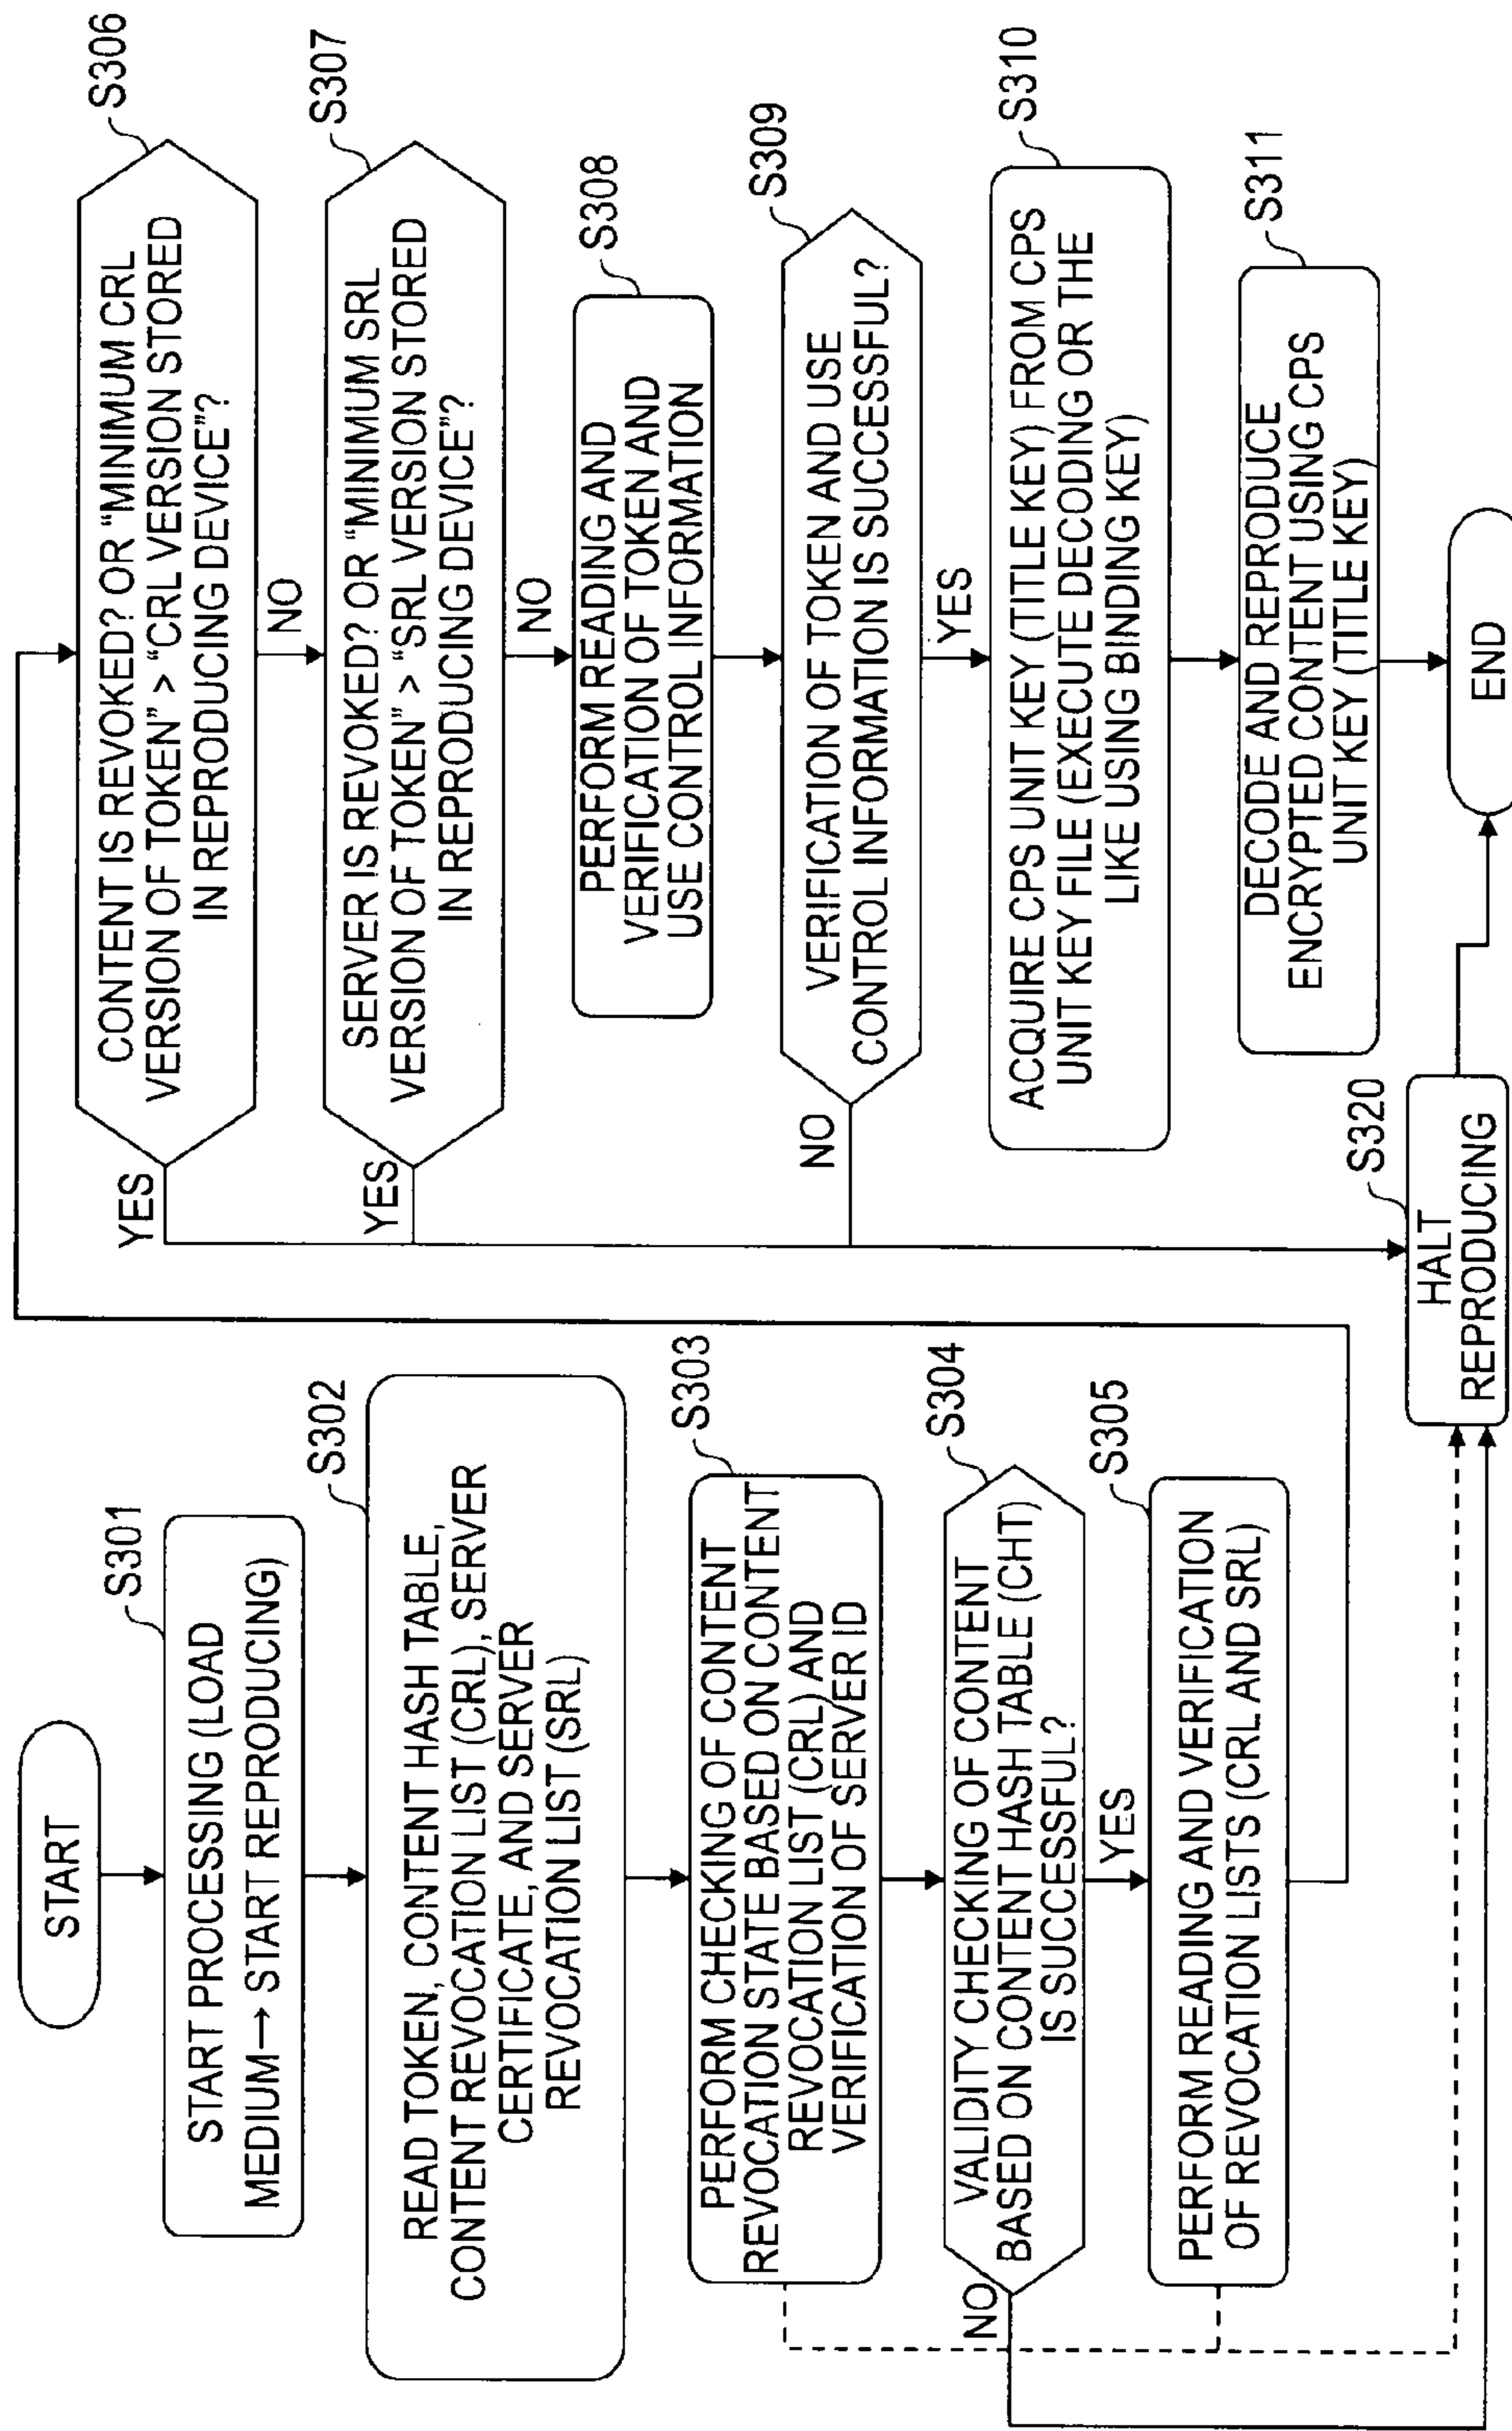 START
S301
START PROCESSING (LOAD
MEDIUM→ START REPRODUCING)
S302
READ TOKEN, CONTENT HASH TABLE,
CONTENT REVOCATION LIST (CRL), SERVER
CERTIFICATE, AND SERVER
REVOCATION LIST (SRL)
S303
PERFORM CHECKING OF CONTENT
REVOCATION STATE BASED ON CONTENT
REVOCATION LIST (CRL) AND
VERIFICATION OF SERVER ID
S304
VALIDITY CHECKING OF CONTENT
BASED ON CONTENT HASH TABLE (CHT)
IS SUCCESSFUL?
NO
YES
S305
PERFORM READING AND VERIFICATION
OF REVOCATION LISTS (CRL AND SRL)
S306
CONTENT IS REVOKED? OR “MINIMUM CRL
VERSION OF TOKEN” > “CRL VERSION STORED
IN REPRODUCING DEVICE”?
YES
NO
S307
SERVER IS REVOKED? OR “MINIMUM SRL
VERSION OF TOKEN” > “SRL VERSION STORED
IN REPRODUCING DEVICE”?
YES
NO
S308
PERFORM READING AND
VERIFICATION OF TOKEN AND
USE CONTROL INFORMATION
S309
VERIFICATION OF TOKEN AND USE
CONTROL INFORMATION IS SUCCESSFUL?
NO
YES
S310
ACQUIRE CPS UNIT KEY (TITLE KEY) FROM CPS
UNIT KEY FILE (EXECUTE DECODING OR THE
LIKE USING BINDING KEY)
S311
DECODE AND REPRODUCE
ENCRYPTED CONTENT USING CPS
UNIT KEY (TITLE KEY)
S320
HALT
REPRODUCING
END